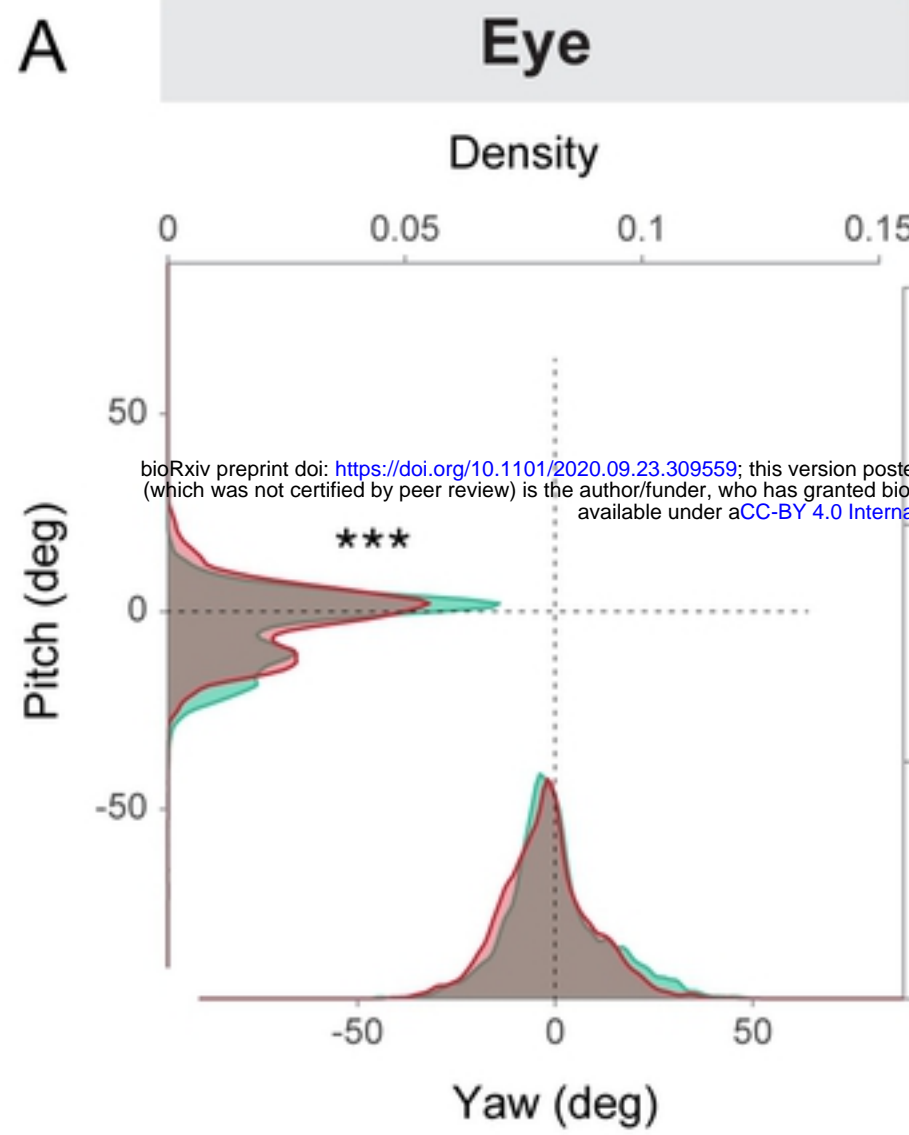 A
Eye
Density
0 0.05 0.1 0.15
50
bioRxiv preprint doi: https://doi.org/10.1101/2020.09.23.309559; this version poste
(which was not certified by peer review) is the author/funder, who has granted bio
available under aCC-BY 4.0 Interna
***
Pitch (deg)
0
-50
-50 0 50
Yaw (deg)